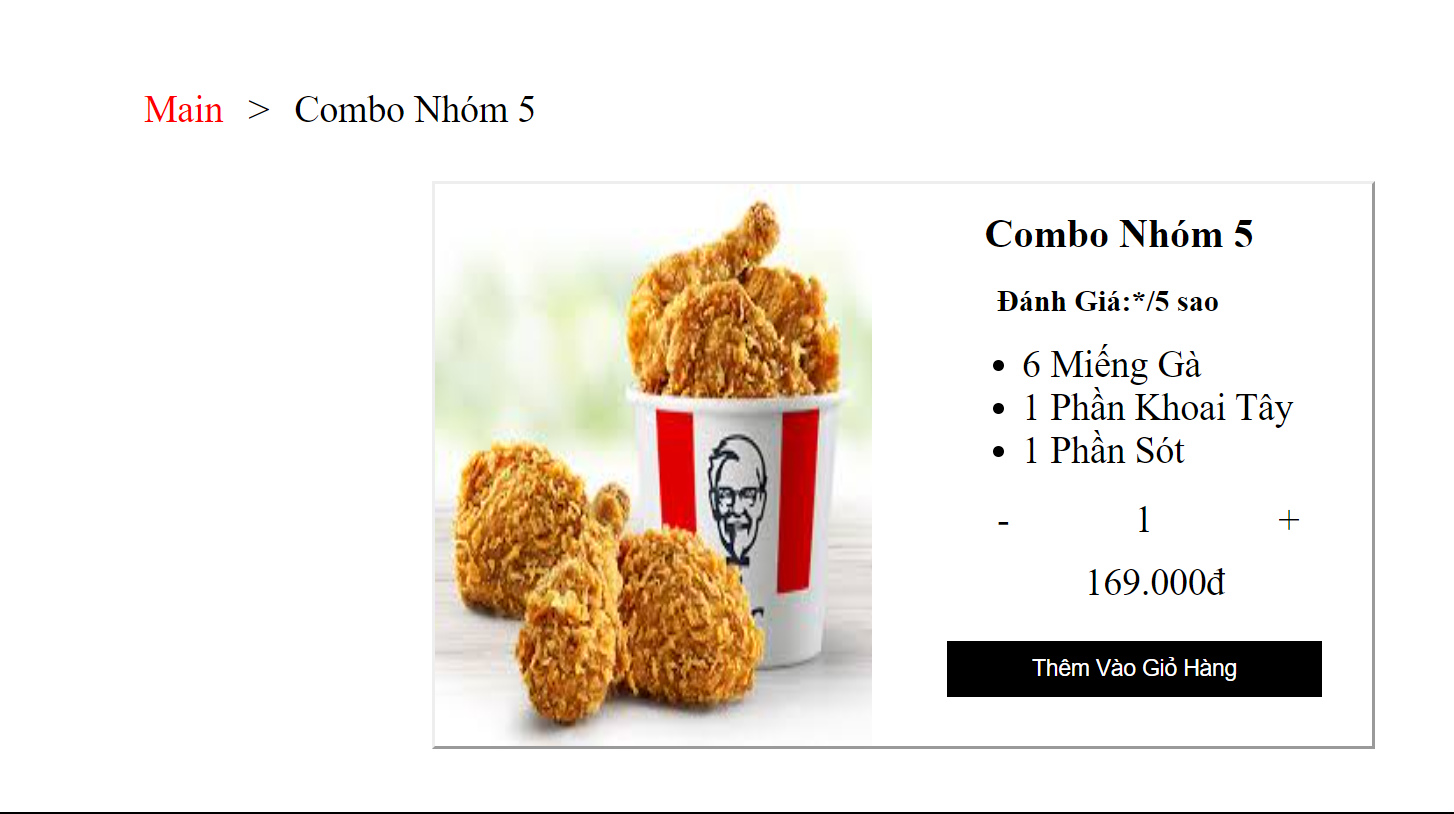 Main > Combo Nhóm 5
Combo Nhóm 5
Đánh Giá:*/5 sao
6 Miếng Gà
1 Phần Khoai Tây
1 Phần Sót
- 1 +
169.000đ
Thêm Vào Giỏ Hàng